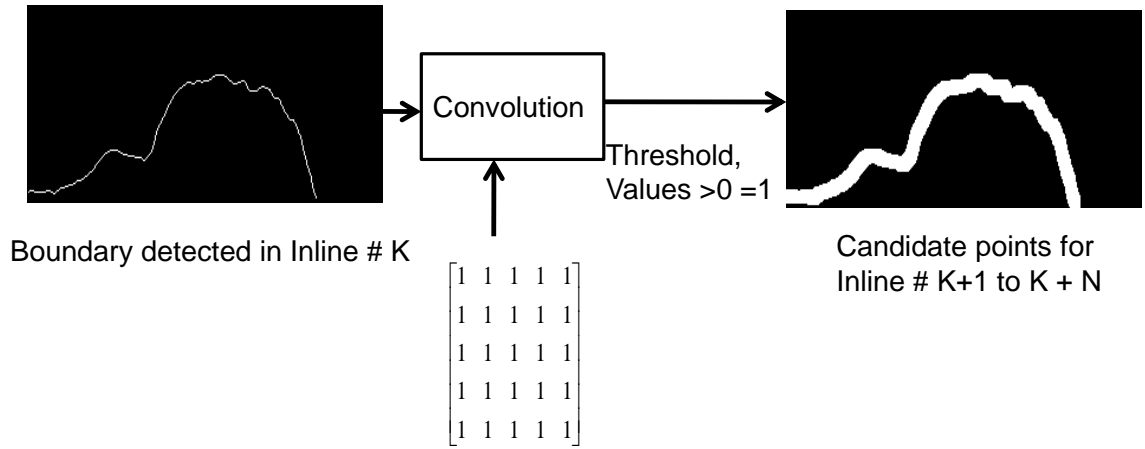 Convolution
Threshold,
Values >0 =1
Boundary detected in Inline # K
Candidate points for
Inline # K+1 to K + N
1 1 1 1 1
1 1 1 1 1
1 1 1 1 1
1 1 1 1 1
1 1 1 1 1